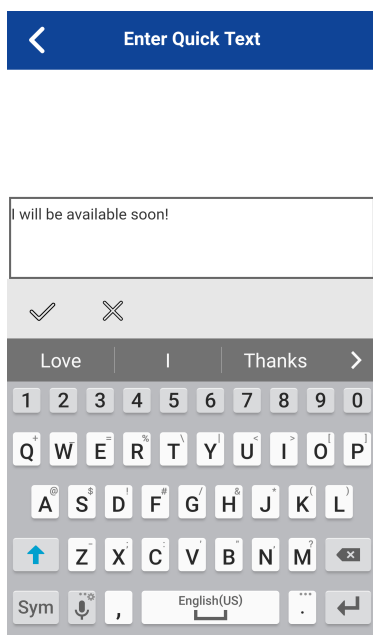 Enter Quick Text
I will be available soon!
Love I Thanks
1 2 3 4 5 6 7 8 9 0
Q+ W_ E= R% T\ Y| U< I> O[ P]
A@ S$ D! F# G/ H& J* K( L)
Z- X; C: V' B" N, M?
Sym , English(US) . ...